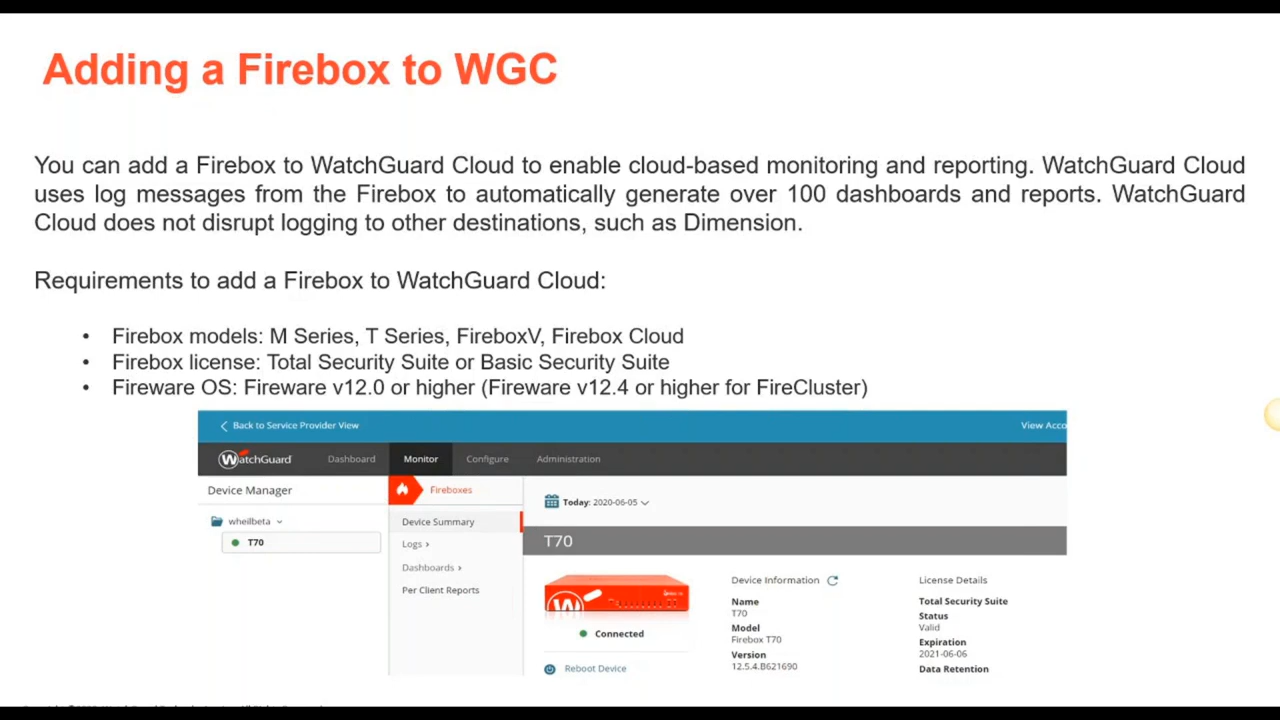 Adding a Firebox to WGC
You can add a Firebox to WatchGuard Cloud to enable cloud-based monitoring and reporting. WatchGuard Cloud
uses log messages from the Firebox to automatically generate over 100 dashboards and reports. WatchGuard
Cloud does not disrupt logging to other destinations, such as Dimension.
Requirements to add a Firebox to WatchGuard Cloud:
• Firebox models: M Series, T Series, FireboxV, Firebox Cloud
• Firebox license: Total Security Suite or Basic Security Suite
• Fireware OS: Fireware v12.0 or higher (Fireware v12.4 or higher for FireCluster)
Back to Service Provider View
View Acco
WatchGuard
Dashboard
Monitor
Configure
Administration
Device Manager
wheilbeta
T70
Fireboxes
Device Summary
Logs
Dashboards
Per Client Reports
Today: 2020-06-05
T70
Connected
Reboot Device
Device Information
Name
T70
Model
Firebox T70
Version
12.5.4.B621690
License Details
Total Security Suite
Status
Valid
Expiration
2021-06-06
Data Retention